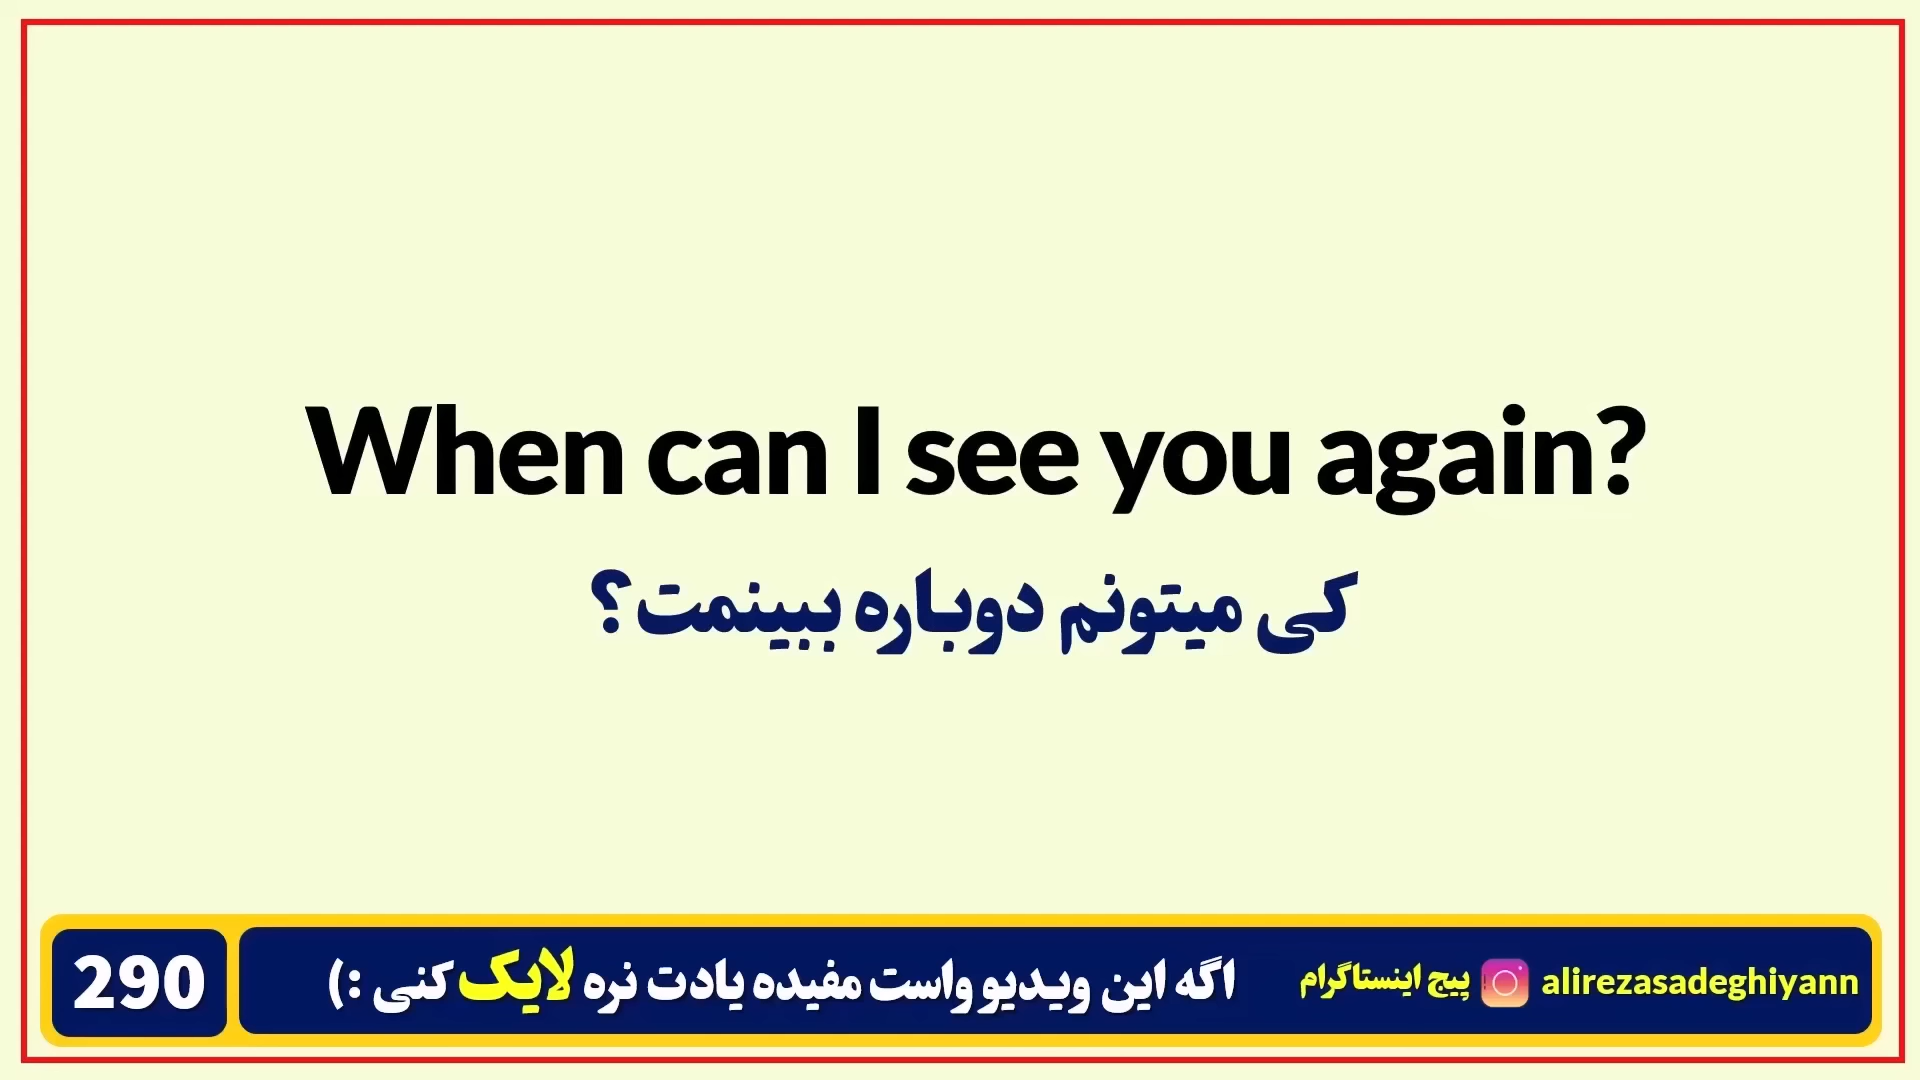 When can I see you again?
کی میتونم دوباره ببینمت؟
290
اگه این ویدیو واست مفیده یادت نره لایک کنی :)
پیج اینستاگرام alirezasadeghiyann